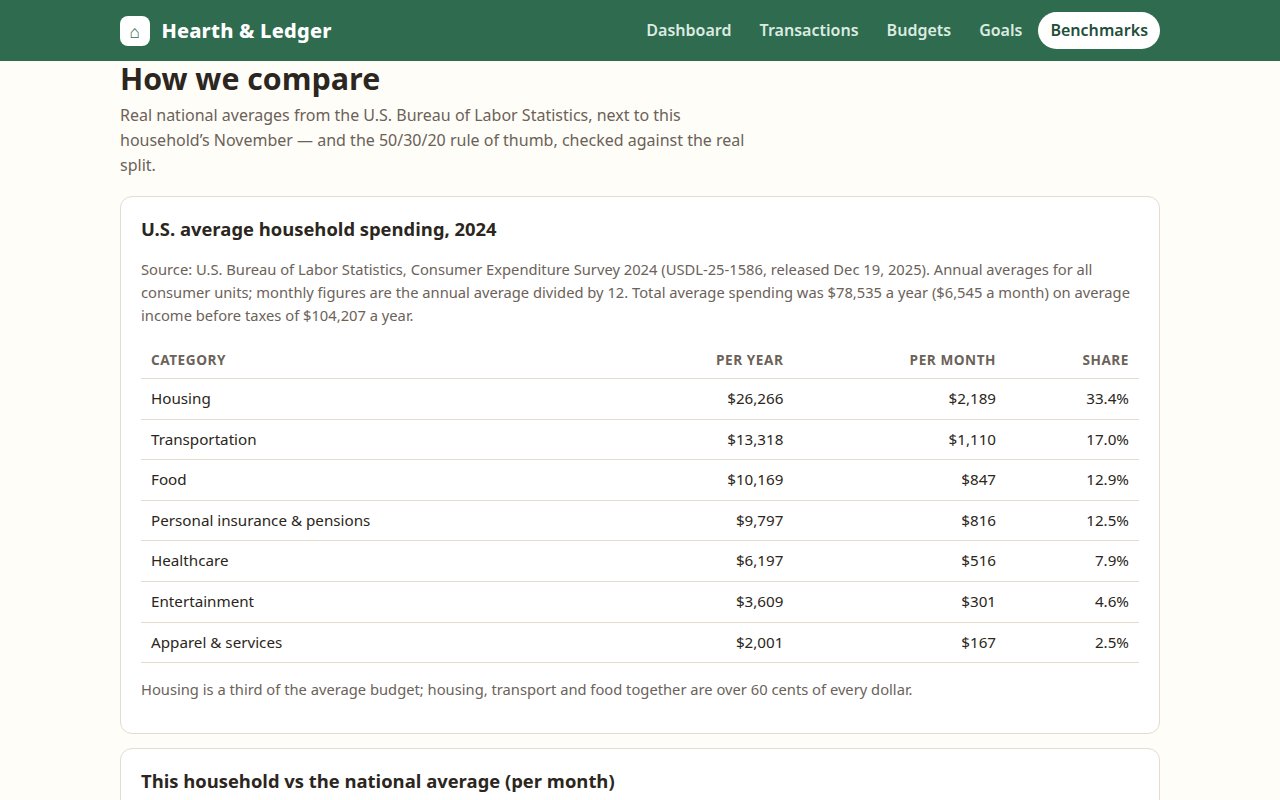 Hearth & Ledger
Dashboard Transactions Budgets Goals Benchmarks
How we compare
Real national averages from the U.S. Bureau of Labor Statistics, next to this
household’s November — and the 50/30/20 rule of thumb, checked against the real
split.
U.S. average household spending, 2024
Source: U.S. Bureau of Labor Statistics, Consumer Expenditure Survey 2024 (USDL-25-1586, released Dec 19, 2025). Annual averages for all
consumer units; monthly figures are the annual average divided by 12. Total average spending was $78,535 a year ($6,545 a month) on average
income before taxes of $104,207 a year.
CATEGORY PER YEAR PER MONTH SHARE
Housing $26,266 $2,189 33.4%
Transportation $13,318 $1,110 17.0%
Food $10,169 $847 12.9%
Personal insurance & pensions $9,797 $816 12.5%
Healthcare $6,197 $516 7.9%
Entertainment $3,609 $301 4.6%
Apparel & services $2,001 $167 2.5%
Housing is a third of the average budget; housing, transport and food together are over 60 cents of every dollar.
This household vs the national average (per month)